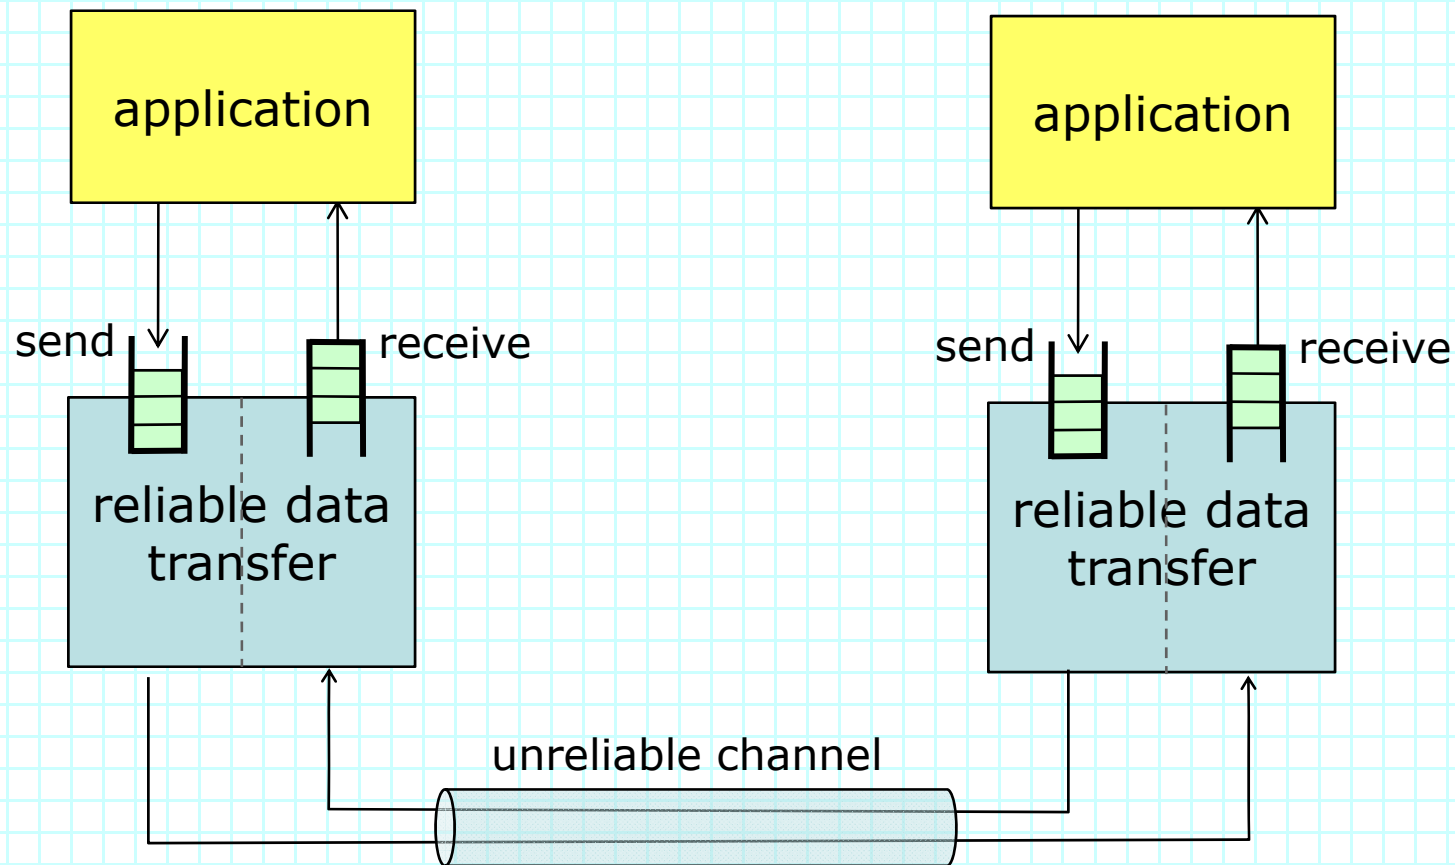 application
application
send
receive
send
receive
reliable data
transfer
reliable data
transfer
unreliable channel